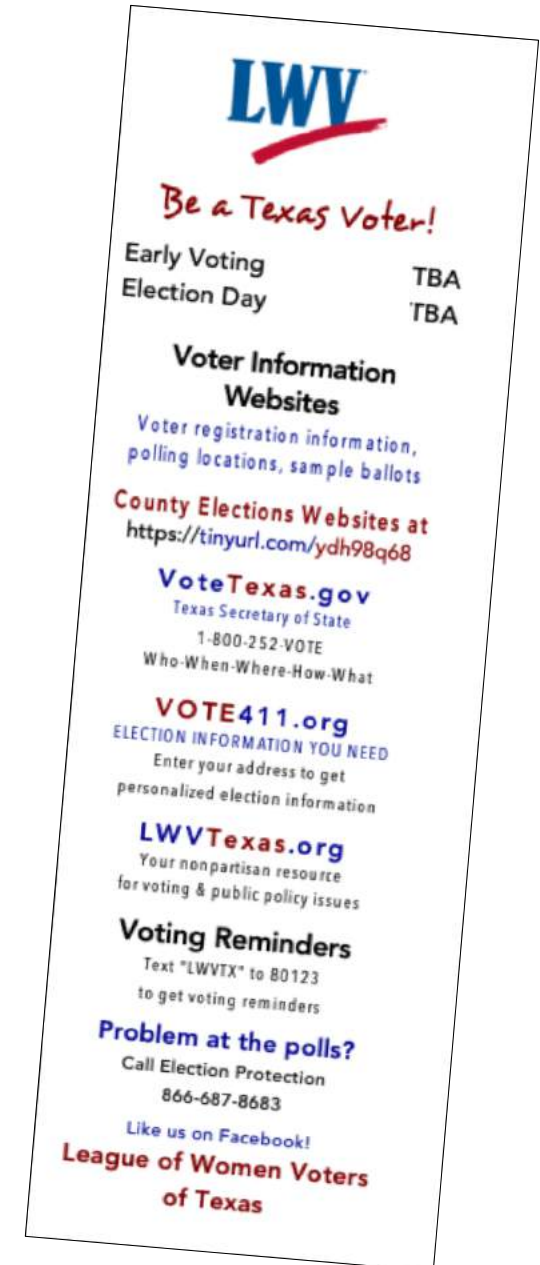 LWV
Be a Texas Voter!
Early Voting TBA
Election Day TBA
Voter Information
Websites
Voter registration information,
polling locations, sample ballots
County Elections Websites at
https://tinyurl.com/ydh98q68
VoteTexas.gov
Texas Secretary of State
1-800-252-VOTE
Who-When-Where-How-What
VOTE411.org
ELECTION INFORMATION YOU NEED
Enter your address to get
personalized election information
LWVTexas.org
Your nonpartisan resource
for voting & public policy issues
Voting Reminders
Text "LWVTX" to 80123
to get voting reminders
Problem at the polls?
Call Election Protection
866-687-8683
Like us on Facebook!
League of Women Voters
of Texas